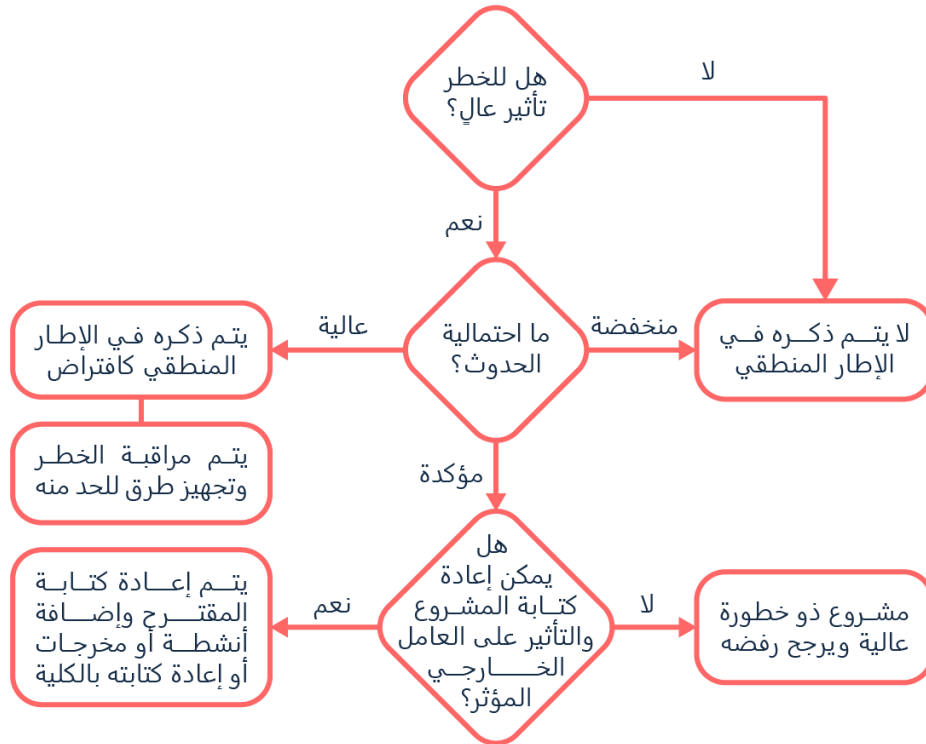 هل للخطر
تأثير عالٍ؟
لا
نعم
ما احتمالية
الحدوث؟
منخفضة
لا يتم ذكره في
الإطار المنطقي
عالية
يتم ذكره في الإطار
المنطقي كافتراض
يتم مراقبة الخطر
وتجهيز طرق للحد منه
مؤكدة
هل
يمكن إعادة
كتابة المشروع
والتأثير على العامل
الخارجي
المؤثر؟
لا
مشروع ذو خطورة
عالية ويرجح رفضه
نعم
يتم إعادة كتابة
المقترح وإضافة
أنشطة أو مخرجات
أو إعادة كتابته بالكلية